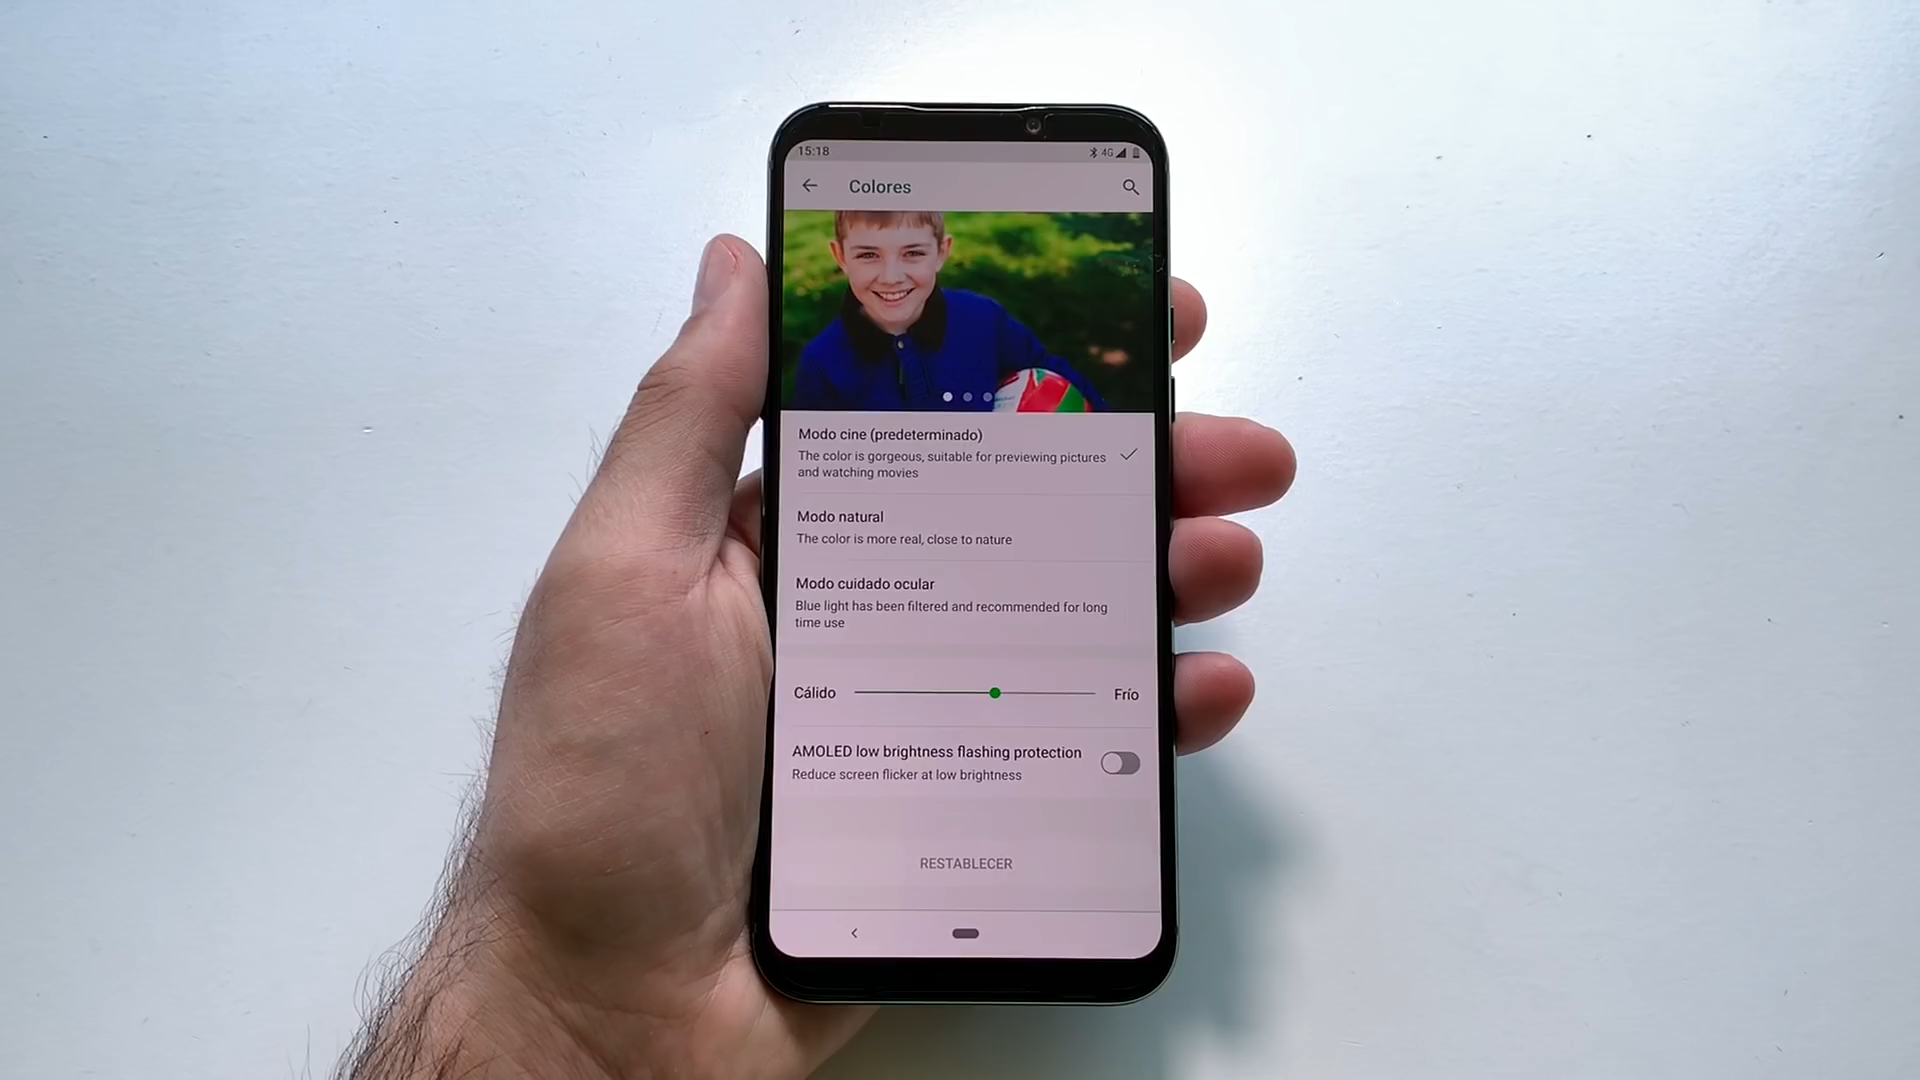 15:18
4G
Colores
Modo cine (predeterminado)
The color is gorgeous, suitable for previewing pictures
and watching movies
Modo natural
The color is more real, close to nature
Modo cuidado ocular
Blue light has been filtered and recommended for long
time use
Cálido
Frío
AMOLED low brightness flashing protection
Reduce screen flicker at low brightness
RESTABLECER